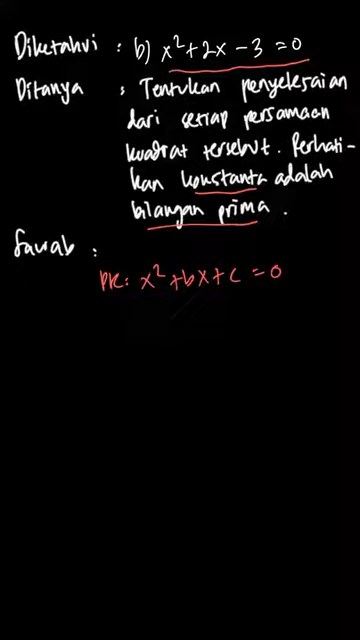 Diketahui : b) x² + 2x - 3 = 0
Ditanya : Tentukan penyelesaian
dari setiap persamaan
kuadrat tersebut. Perhati-
kan konstanta adalah
bilangan prima.
Jawab :
PK: x² + bx + c = 0